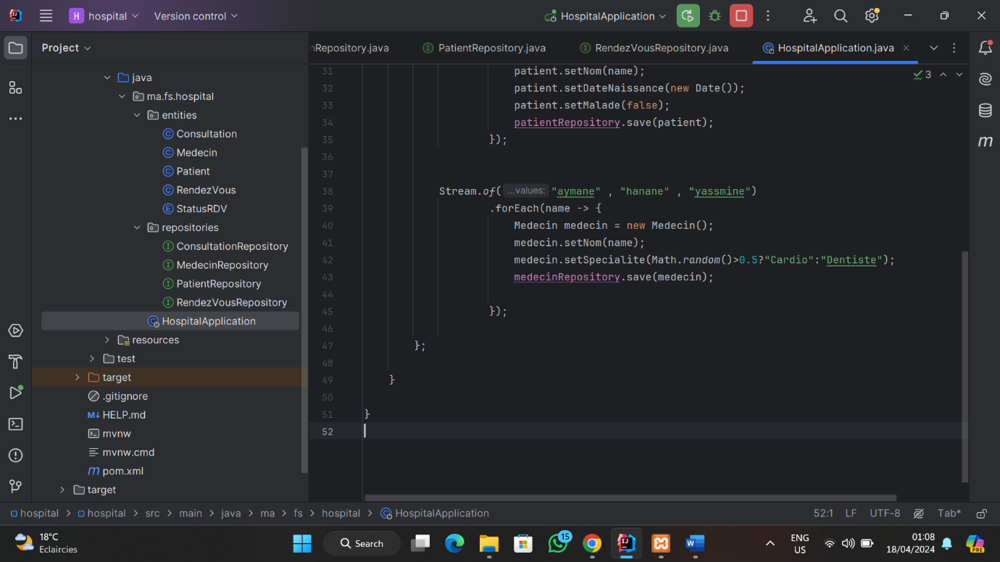 H hospital Version control HospitalApplication
Project
nRepository.java PatientRepository.java RendezVousRepository.java HospitalApplication.java
java
ma.fs.hospital
entities
Consultation
Medecin
Patient
RendezVous
StatusRDV
repositories
ConsultationRepository
MedecinRepository
PatientRepository
RendezVousRepository
HospitalApplication
resources
test
target
.gitignore
HELP.md
mvnw
mvnw.cmd
pom.xml
target
3
31 patient.setNom(name);
32 patient.setDateNaissance(new Date());
33 patient.setMalade(false);
34 patientRepository.save(patient);
35 });
36
37
38 Stream.of( ...values: "aymane" , "hanane" , "yassmine")
39 .forEach(name -> {
40 Medecin medecin = new Medecin();
41 medecin.setNom(name);
42 medecin.setSpecialite(Math.random()>0.5?"Cardio":"Dentiste");
43 medecinRepository.save(medecin);
44
45 });
46
47 };
48
49 }
50
51 }
52
m
hospital > hospital > src > main > java > ma > fs > hospital > HospitalApplication 52:1 LF UTF-8 Tab*
18°C
Eclaircies
Search
15
ENG
US
01:08
18/04/2024
PRE